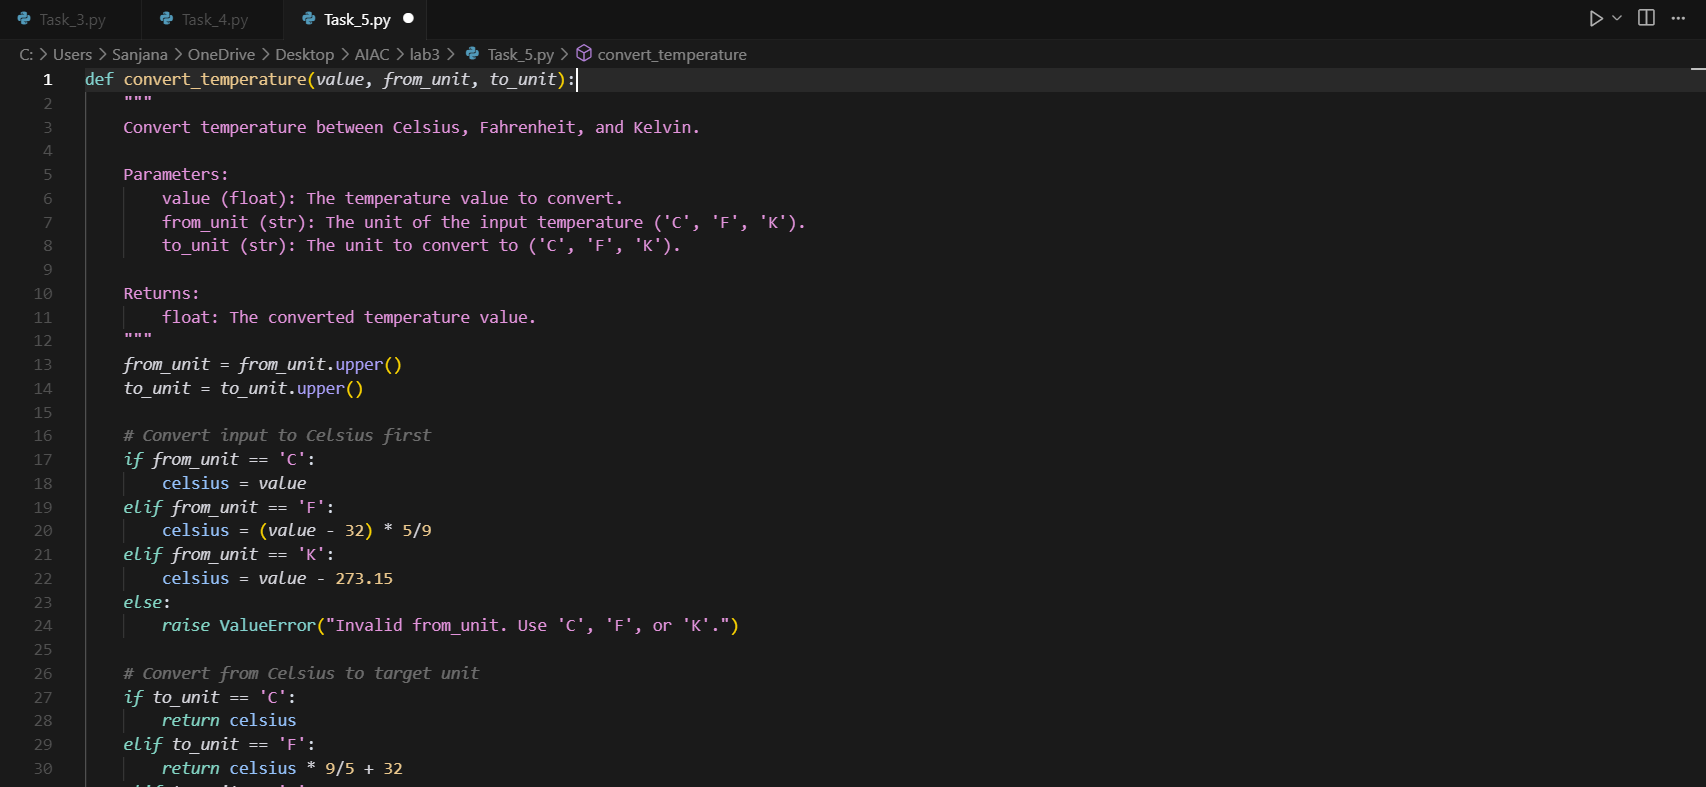 Task_3.py Task_4.py Task_5.py
C: > Users > Sanjana > OneDrive > Desktop > AIAC > lab3 > Task_5.py > convert_temperature
1 def convert_temperature(value, from_unit, to_unit):
2     """
3     Convert temperature between Celsius, Fahrenheit, and Kelvin.
4
5     Parameters:
6         value (float): The temperature value to convert.
7         from_unit (str): The unit of the input temperature ('C', 'F', 'K').
8         to_unit (str): The unit to convert to ('C', 'F', 'K').
9
10     Returns:
11         float: The converted temperature value.
12     """
13     from_unit = from_unit.upper()
14     to_unit = to_unit.upper()
15
16     # Convert input to Celsius first
17     if from_unit == 'C':
18         celsius = value
19     elif from_unit == 'F':
20         celsius = (value - 32) * 5/9
21     elif from_unit == 'K':
22         celsius = value - 273.15
23     else:
24         raise ValueError("Invalid from_unit. Use 'C', 'F', or 'K'.")
25
26     # Convert from Celsius to target unit
27     if to_unit == 'C':
28         return celsius
29     elif to_unit == 'F':
30         return celsius * 9/5 + 32